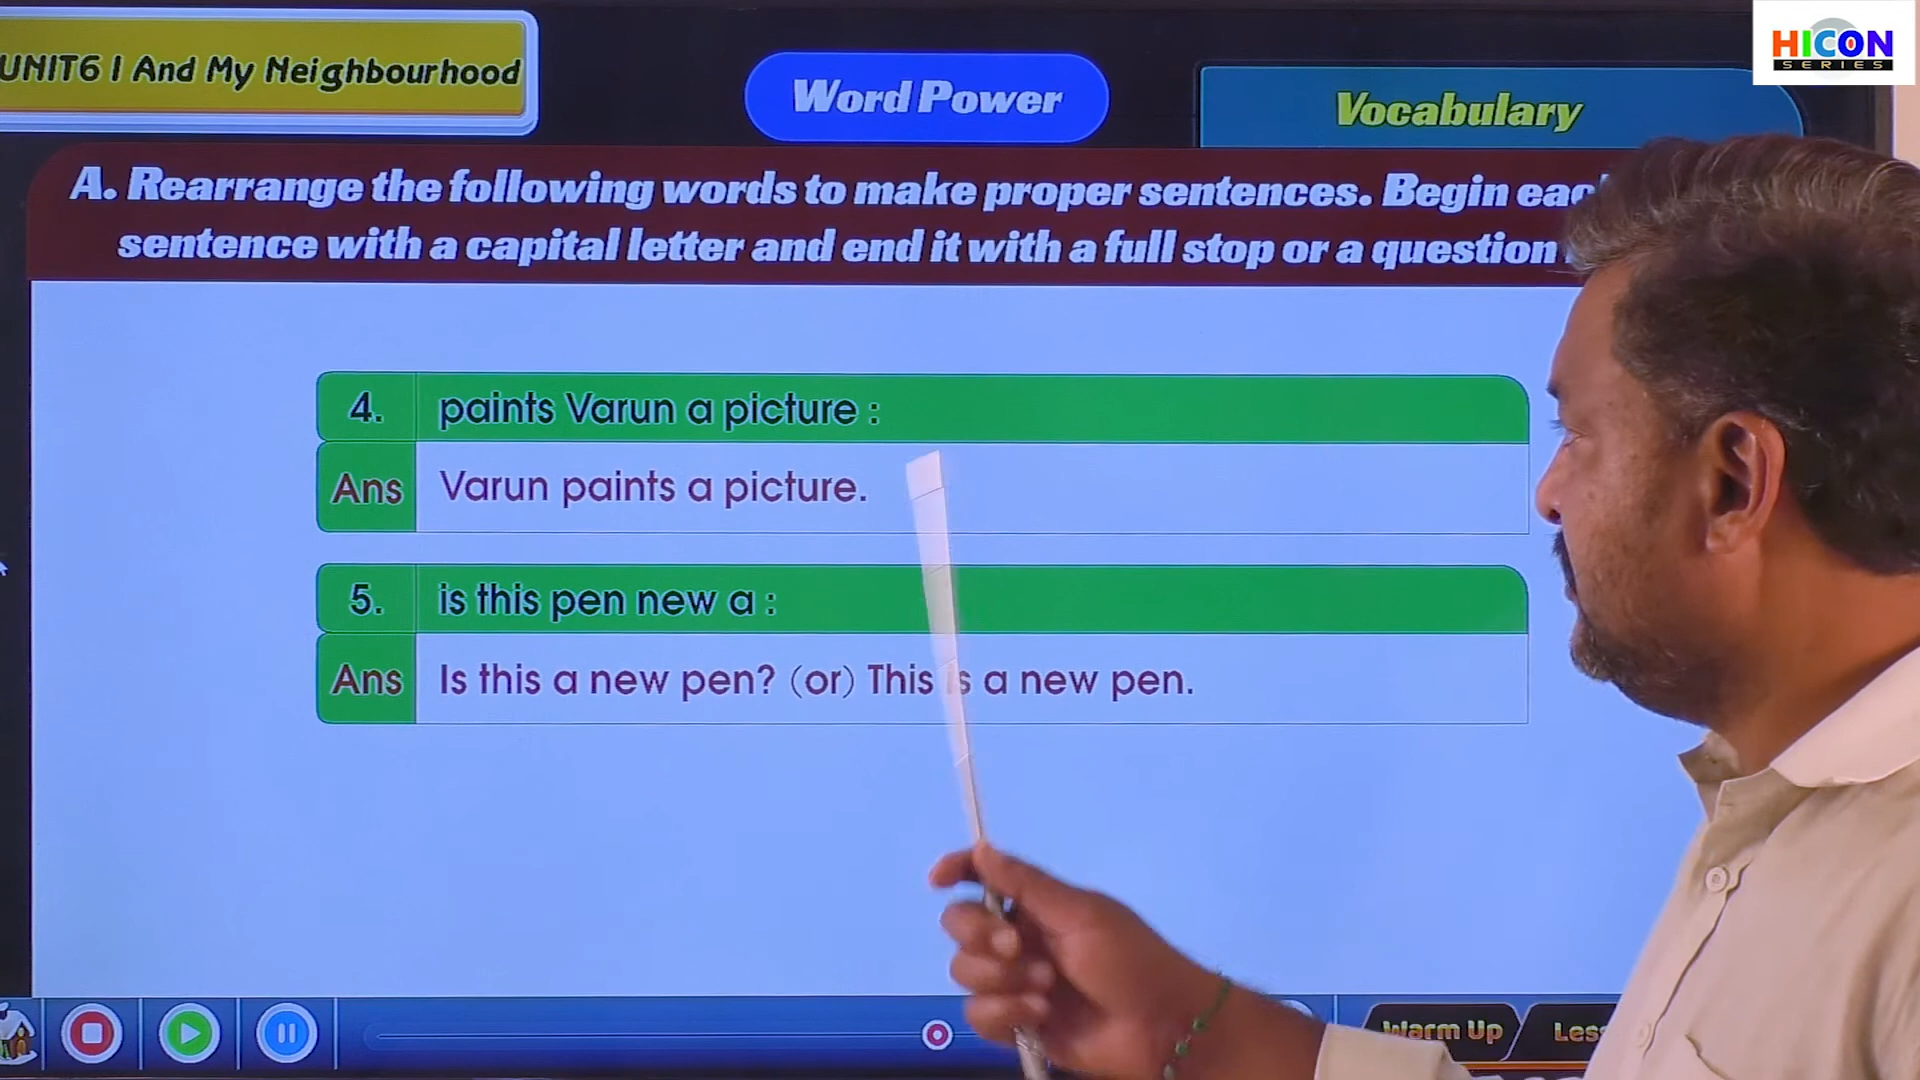 HICON
SERIES
UNIT6 I And My Neighbourhood
Word Power
Vocabulary
A. Rearrange the following words to make proper sentences. Begin
sentence with a capital letter and end it with a full stop or a question
4. paints Varun a picture :
Ans Varun paints a picture.
5. is this pen new a :
Ans Is this a new pen? (or) This is a new pen.
Warm Up